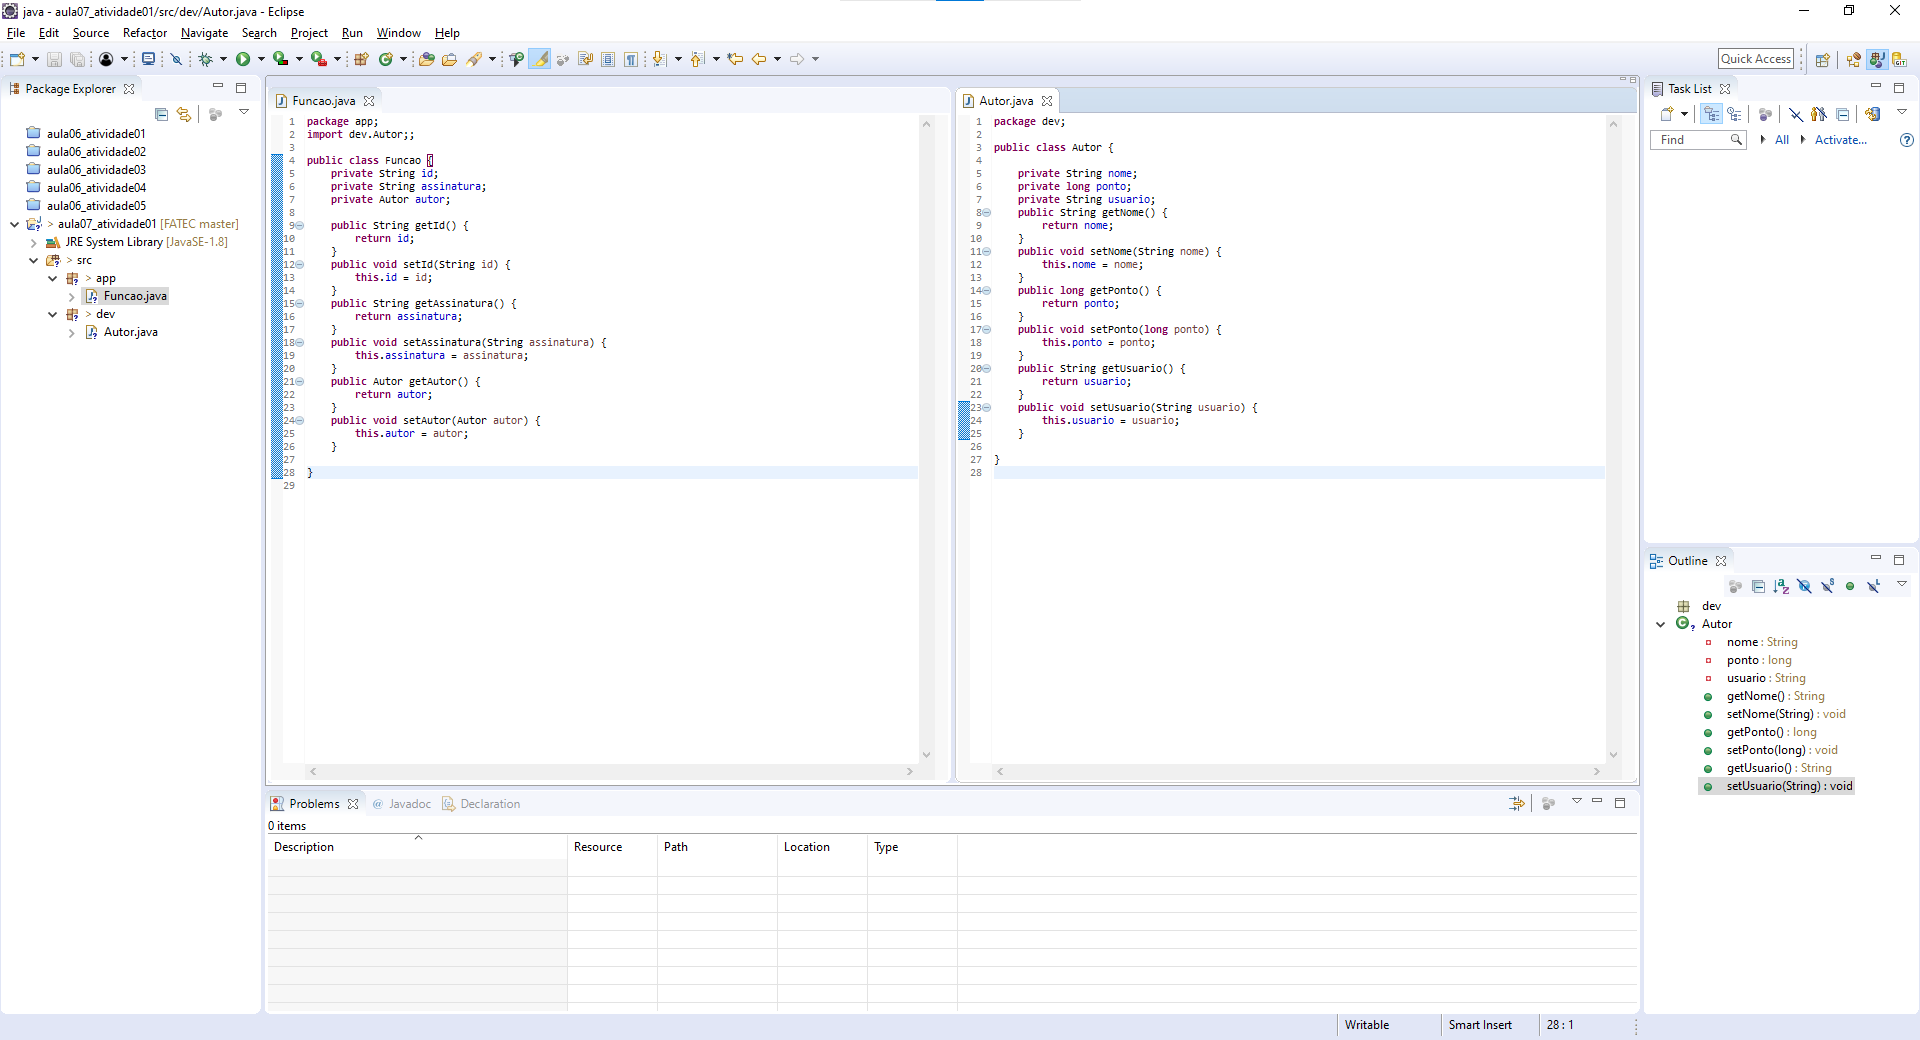 java - aula07_atividade01/src/dev/Autor.java - Eclipse
File Edit Source Refactor Navigate Search Project Run Window Help
Quick Access
Package Explorer
aula06_atividade01
aula06_atividade02
aula06_atividade03
aula06_atividade04
aula06_atividade05
> aula07_atividade01 [FATEC master]
JRE System Library [JavaSE-1.8]
> src
> app
Funcao.java
> dev
Autor.java
Funcao.java
1 package app;
2 import dev.Autor;;
3
4 public class Funcao {
5 private String id;
6 private String assinatura;
7 private Autor autor;
8
9 public String getId() {
10 return id;
11 }
12 public void setId(String id) {
13 this.id = id;
14 }
15 public String getAssinatura() {
16 return assinatura;
17 }
18 public void setAssinatura(String assinatura) {
19 this.assinatura = assinatura;
20 }
21 public Autor getAutor() {
22 return autor;
23 }
24 public void setAutor(Autor autor) {
25 this.autor = autor;
26 }
27
28 }
29
Autor.java
1 package dev;
2
3 public class Autor {
4
5 private String nome;
6 private long ponto;
7 private String usuario;
8 public String getNome() {
9 return nome;
10 }
11 public void setNome(String nome) {
12 this.nome = nome;
13 }
14 public long getPonto() {
15 return ponto;
16 }
17 public void setPonto(long ponto) {
18 this.ponto = ponto;
19 }
20 public String getUsuario() {
21 return usuario;
22 }
23 public void setUsuario(String usuario) {
24 this.usuario = usuario;
25 }
26
27 }
28
Task List
Find All Activate...
Outline
dev
Autor
nome : String
ponto : long
usuario : String
getNome() : String
setNome(String) : void
getPonto() : long
setPonto(long) : void
getUsuario() : String
setUsuario(String) : void
Problems @ Javadoc Declaration
0 items
Description Resource Path Location Type
Writable Smart Insert 28 : 1